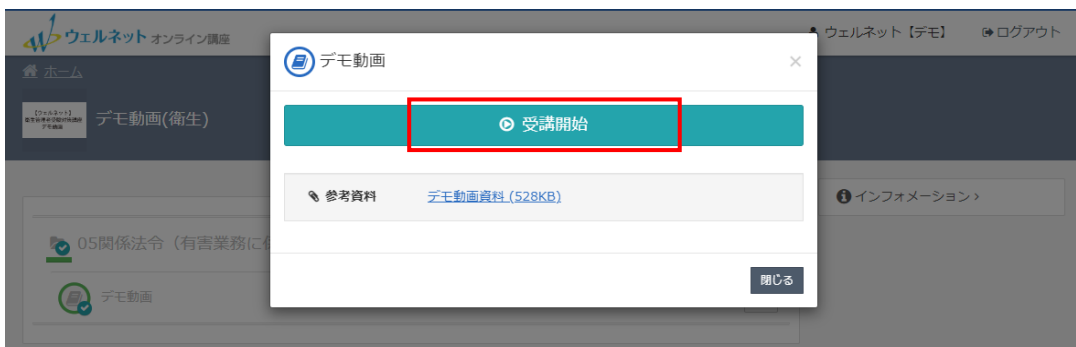 ウェルネット オンライン講座
ウェルネット【デモ】
ログアウト
ホーム
デモ動画(衛生)
デモ動画
×
受講開始
参考資料
デモ動画資料 (528KB)
インフォメーション ›
05関係法令（有害業務に
デモ動画
閉じる